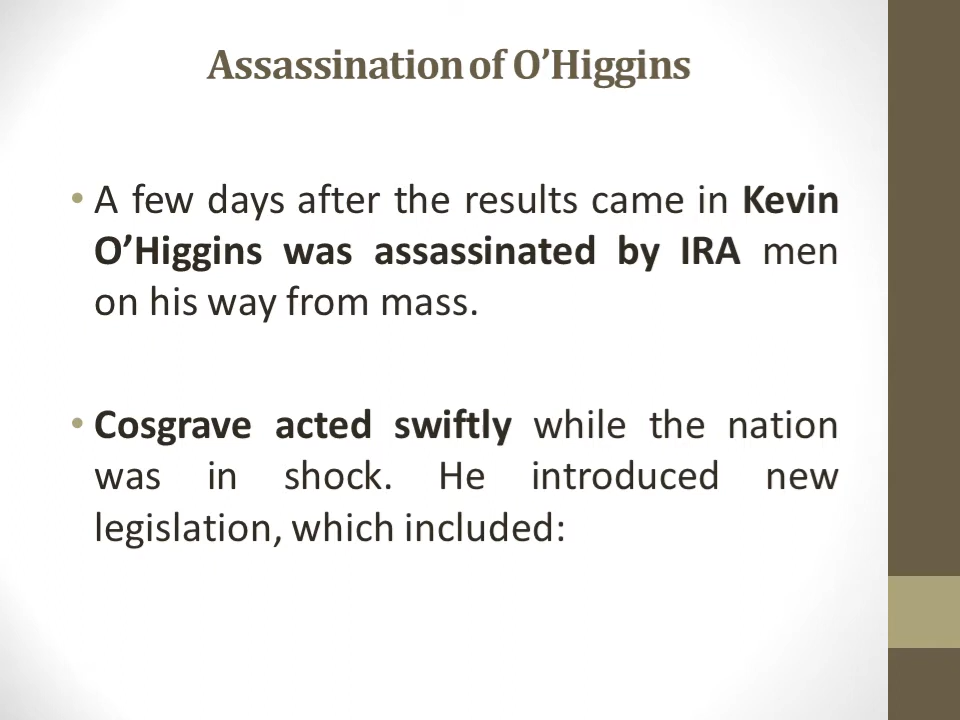 Assassination of O’Higgins
• A few days after the results came in Kevin
O’Higgins was assassinated by IRA men
on his way from mass.
• Cosgrave acted swiftly while the nation
was in shock. He introduced new
legislation, which included: